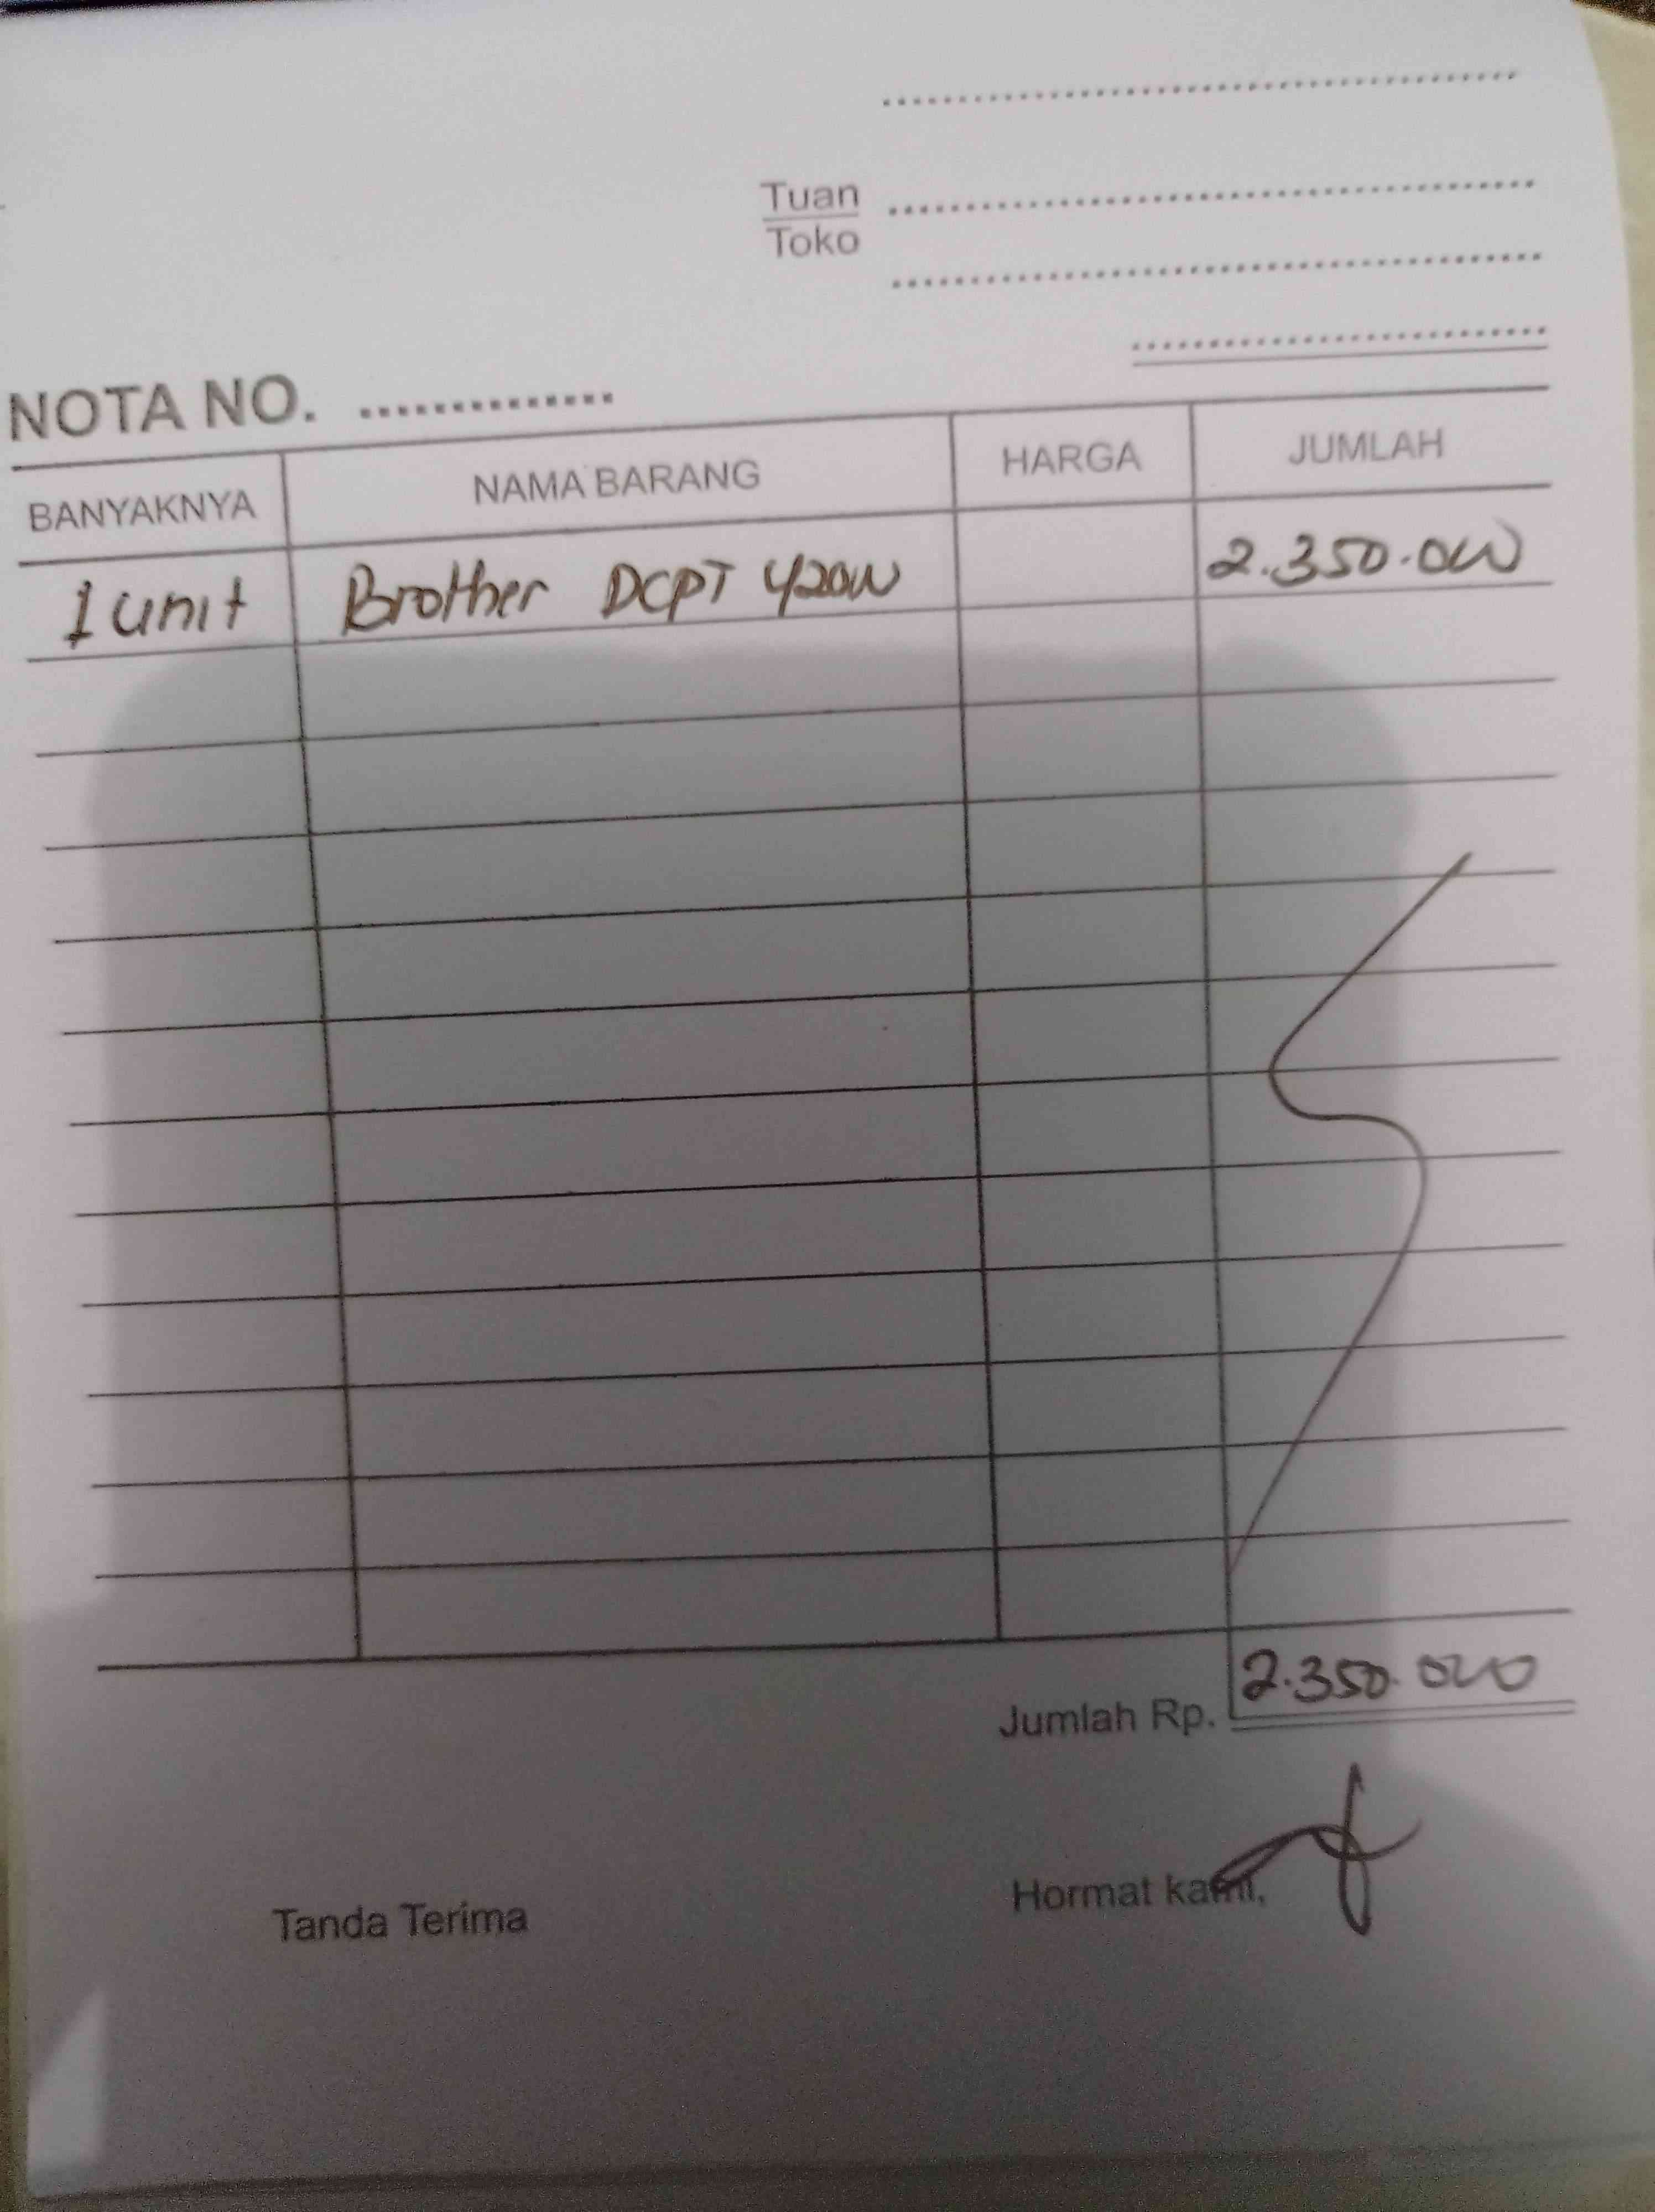 Tuan
Toko
NOTA NO. ..............
BANYAKNYA NAMA BARANG HARGA JUMLAH
1 unit Brother DCPT 420W 2.350.000
Jumlah Rp. 2.350.000
Tanda Terima Hormat kami,